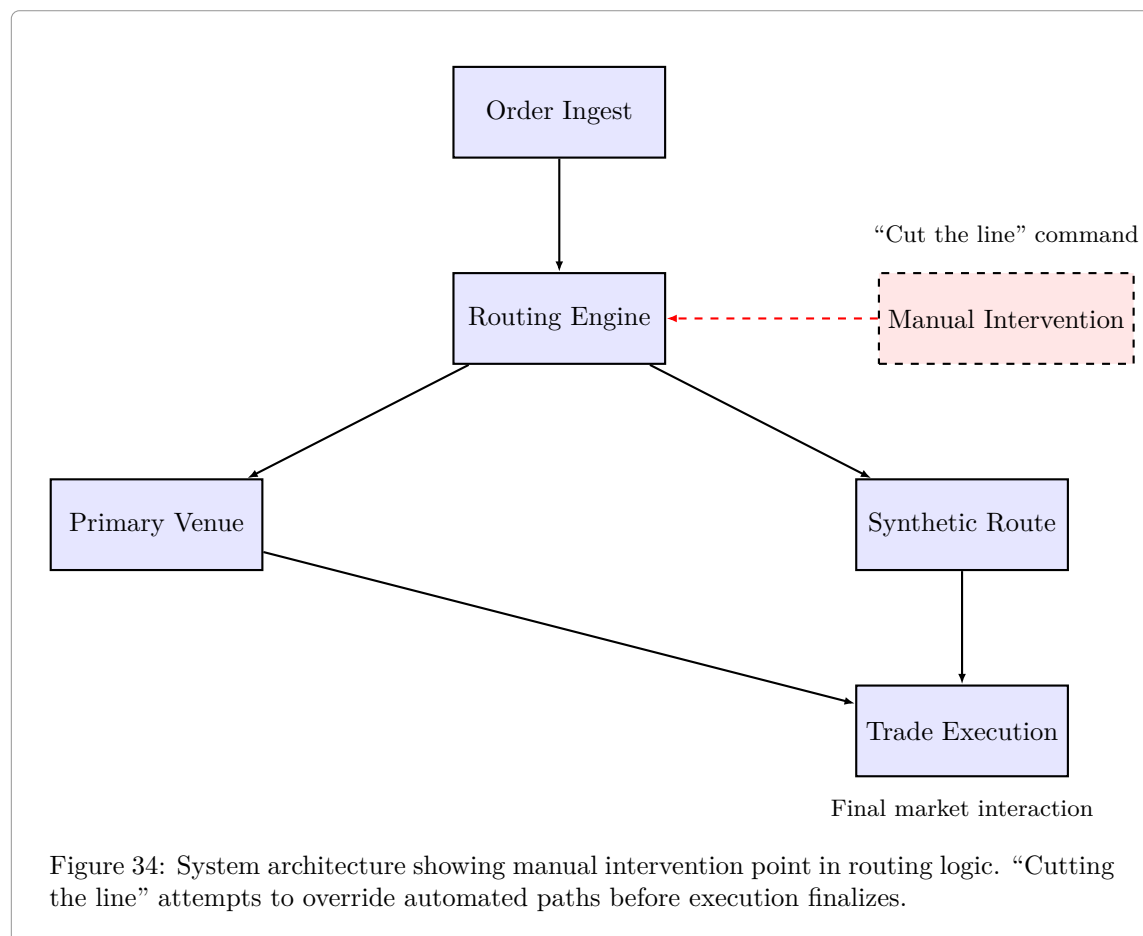 Order Ingest
“Cut the line” command
Routing Engine
Manual Intervention
Primary Venue
Synthetic Route
Trade Execution
Final market interaction
Figure 34: System architecture showing manual intervention point in routing logic. “Cutting
the line” attempts to override automated paths before execution finalizes.